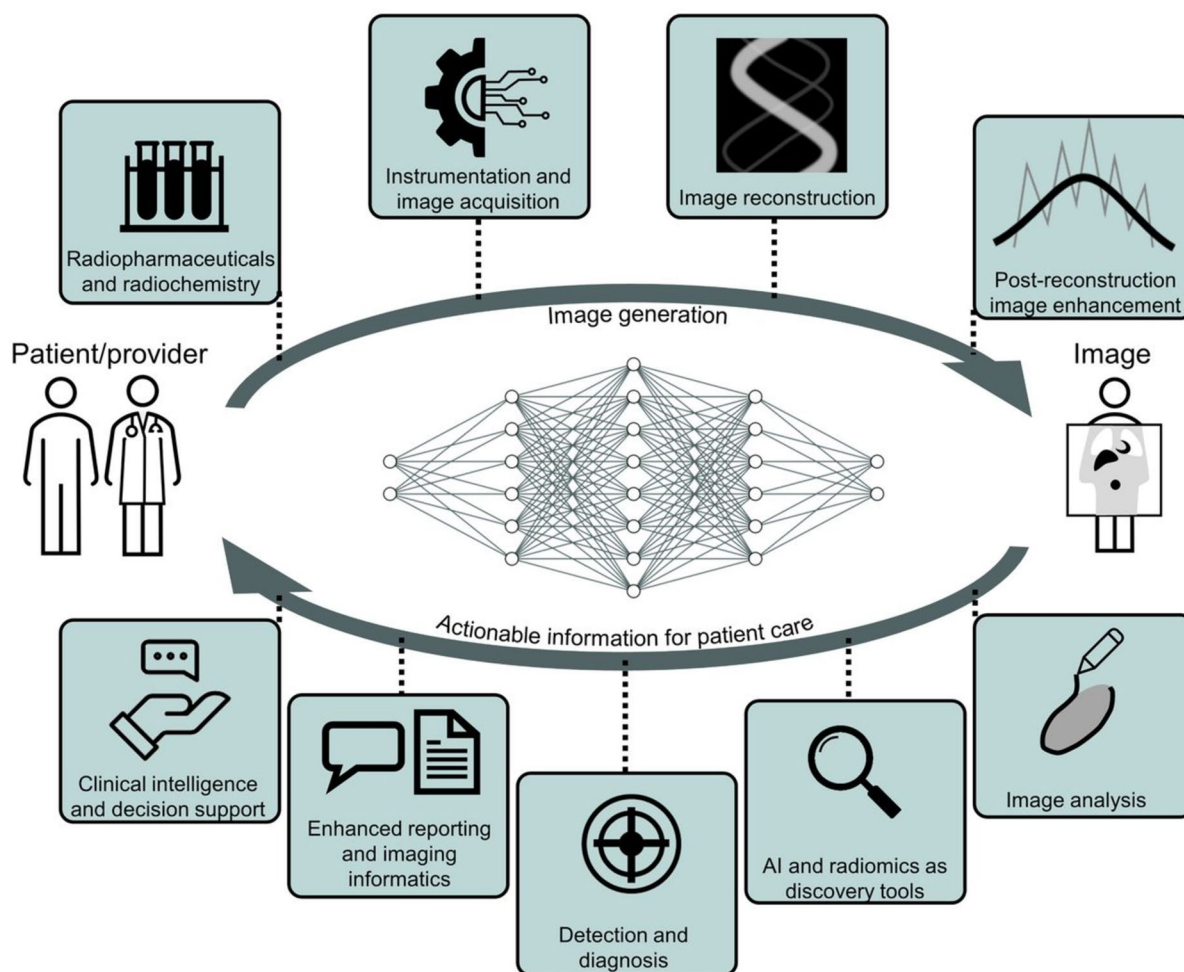 Radiopharmaceuticals
and radiochemistry
Instrumentation and
image acquisition
Image reconstruction
Post-reconstruction
image enhancement
Image generation
Patient/provider
Image
Actionable information for patient care
Clinical intelligence
and decision support
Enhanced reporting
and imaging
informatics
Detection and
diagnosis
AI and radiomics as
discovery tools
Image analysis